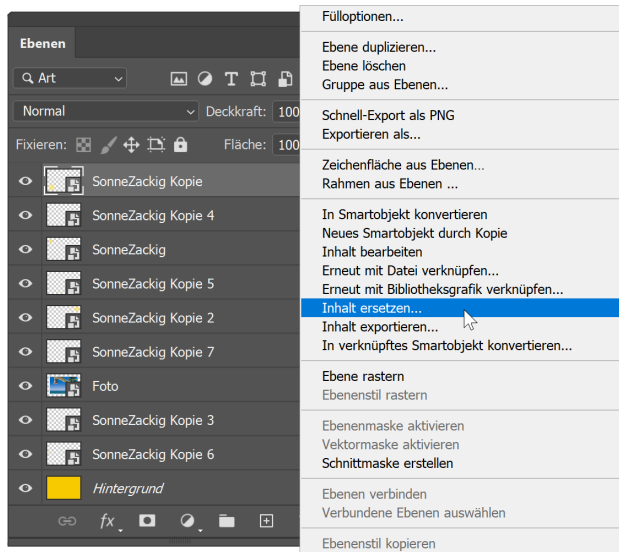 Ebenen
Art
Normal
Deckkraft: 100
Fixieren:
Fläche: 100
SonneZackig Kopie
SonneZackig Kopie 4
SonneZackig
SonneZackig Kopie 5
SonneZackig Kopie 2
SonneZackig Kopie 7
Foto
SonneZackig Kopie 3
SonneZackig Kopie 6
Hintergrund
fx
Fülloptionen...
Ebene duplizieren...
Ebene löschen
Gruppe aus Ebenen...
Schnell-Export als PNG
Exportieren als...
Zeichenfläche aus Ebenen...
Rahmen aus Ebenen ...
In Smartobjekt konvertieren
Neues Smartobjekt durch Kopie
Inhalt bearbeiten
Erneut mit Datei verknüpfen...
Erneut mit Bibliotheksgrafik verknüpfen...
Inhalt ersetzen...
Inhalt exportieren...
In verknüpftes Smartobjekt konvertieren...
Ebene rastern
Ebenenstil rastern
Ebenenmaske aktivieren
Vektormaske aktivieren
Schnittmaske erstellen
Ebenen verbinden
Verbundene Ebenen auswählen
Ebenenstil kopieren